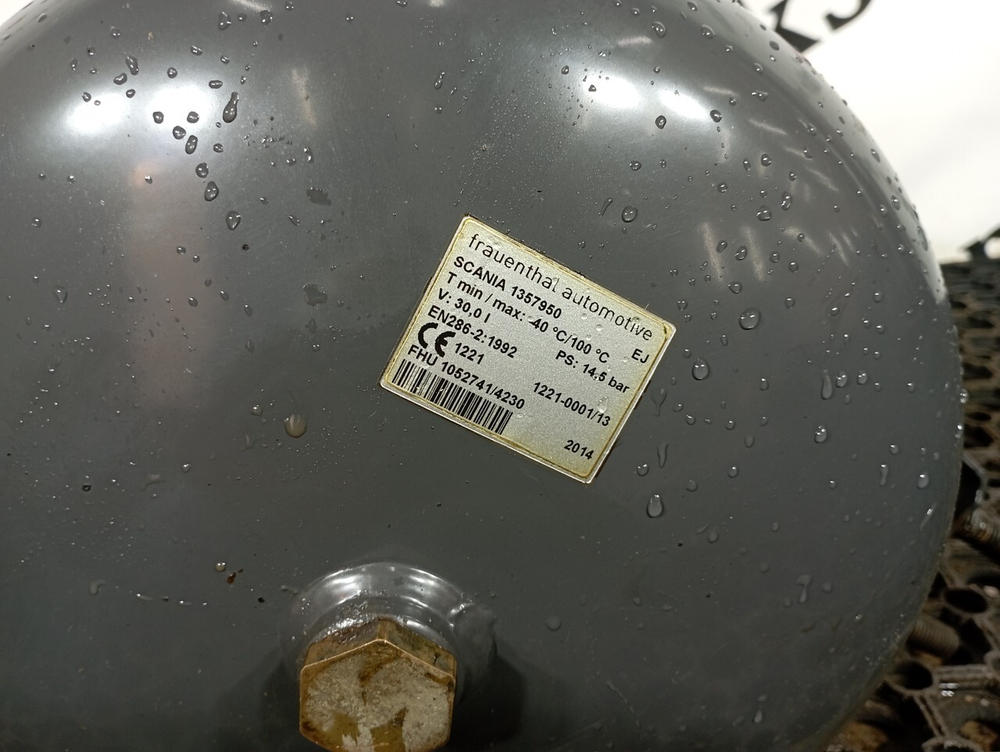 frauenthal automotive
SCANIA 1357950 EJ
T min / max: -40 °C/100 °C
V: 30,0 l PS: 14,5 bar
EN286-2:1992
CE 1221 1221-0001/13
FHU 1052741/4230
2014